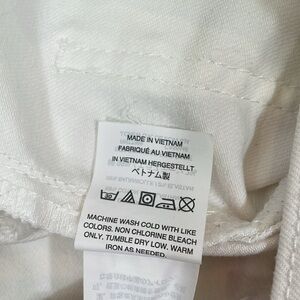 MADE IN VIETNAM
FABRIQUÉ AU VIETNAM
IN VIETNAM HERGESTELLT
ベトナム製
MACHINE WASH COLD WITH LIKE
COLORS. NON CHLORINE BLEACH
ONLY. TUMBLE DRY LOW. WARM
IRON AS NEEDED.